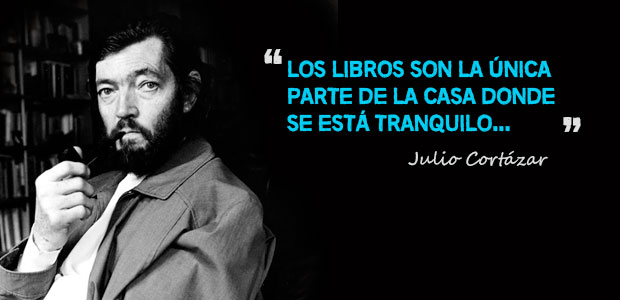 “ LOS LIBROS SON LA ÚNICA
PARTE DE LA CASA DONDE
SE ESTÁ TRANQUILO... ”
Julio Cortázar